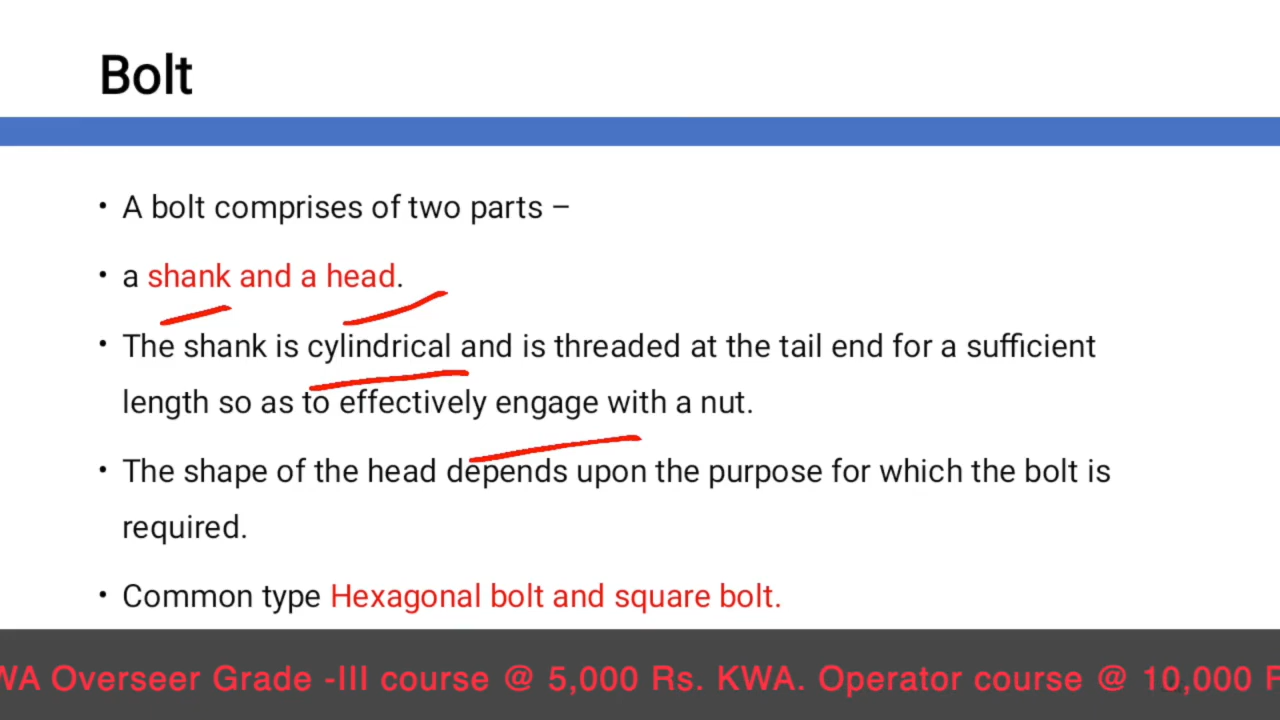 Bolt
• A bolt comprises of two parts –
• a shank and a head.
• The shank is cylindrical and is threaded at the tail end for a sufficient
length so as to effectively engage with a nut.
• The shape of the head depends upon the purpose for which the bolt is
required.
• Common type Hexagonal bolt and square bolt.
WA Overseer Grade -III course @ 5,000 Rs. KWA. Operator course @ 10,000